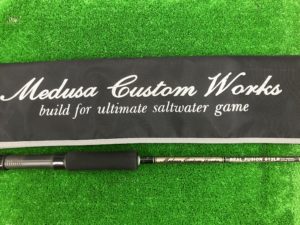 Medusa Custom Works
build for ultimate saltwater game